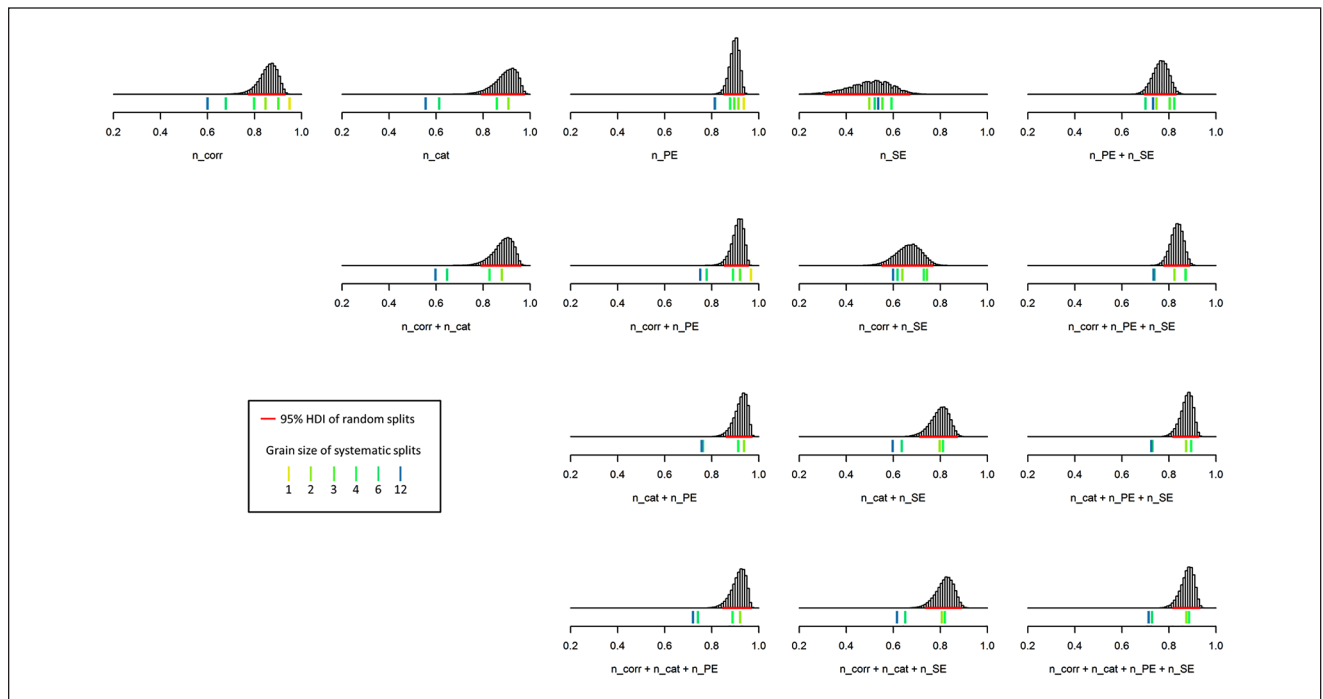 0.2 0.4 0.6 0.8 1.0 0.2 0.4 0.6 0.8 1.0 0.2 0.4 0.6 0.8 1.0 0.2 0.4 0.6 0.8 1.0 0.2 0.4 0.6 0.8 1.0
n_corr n_cat n_PE n_SE n_PE + n_SE
0.2 0.4 0.6 0.8 1.0 0.2 0.4 0.6 0.8 1.0 0.2 0.4 0.6 0.8 1.0 0.2 0.4 0.6 0.8 1.0
n_corr + n_cat n_corr + n_PE n_corr + n_SE n_corr + n_PE + n_SE
95% HDI of random splits
Grain size of systematic splits
1 2 3 4 6 12
0.2 0.4 0.6 0.8 1.0 0.2 0.4 0.6 0.8 1.0 0.2 0.4 0.6 0.8 1.0
n_cat + n_PE n_cat + n_SE n_cat + n_PE + n_SE
0.2 0.4 0.6 0.8 1.0 0.2 0.4 0.6 0.8 1.0 0.2 0.4 0.6 0.8 1.0
n_corr + n_cat + n_PE n_corr + n_cat + n_SE n_corr + n_cat + n_PE + n_SE